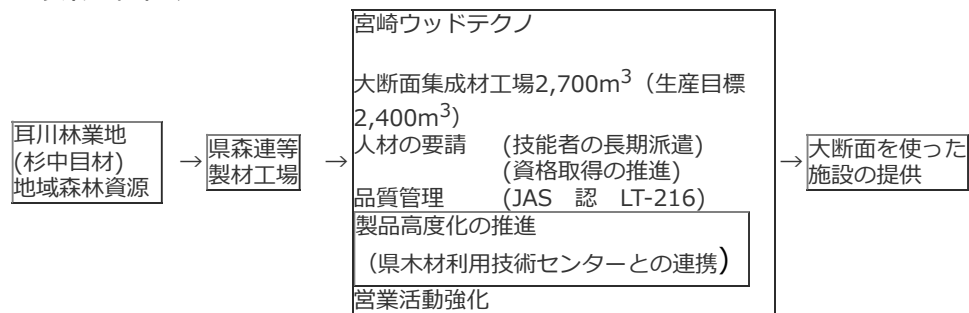 耳川林業地
(杉中目材)
地域森林資源
→
県森連等
製材工場
→
宮崎ウッドテクノ
大断面集成材工場2,700m3（生産目標
2,400m3）
人材の要請 (技能者の長期派遣)
(資格取得の推進)
品質管理 (JAS 認 LT-216)
製品高度化の推進
（県木材利用技術センターとの連携)
営業活動強化
→
大断面を使った
施設の提供